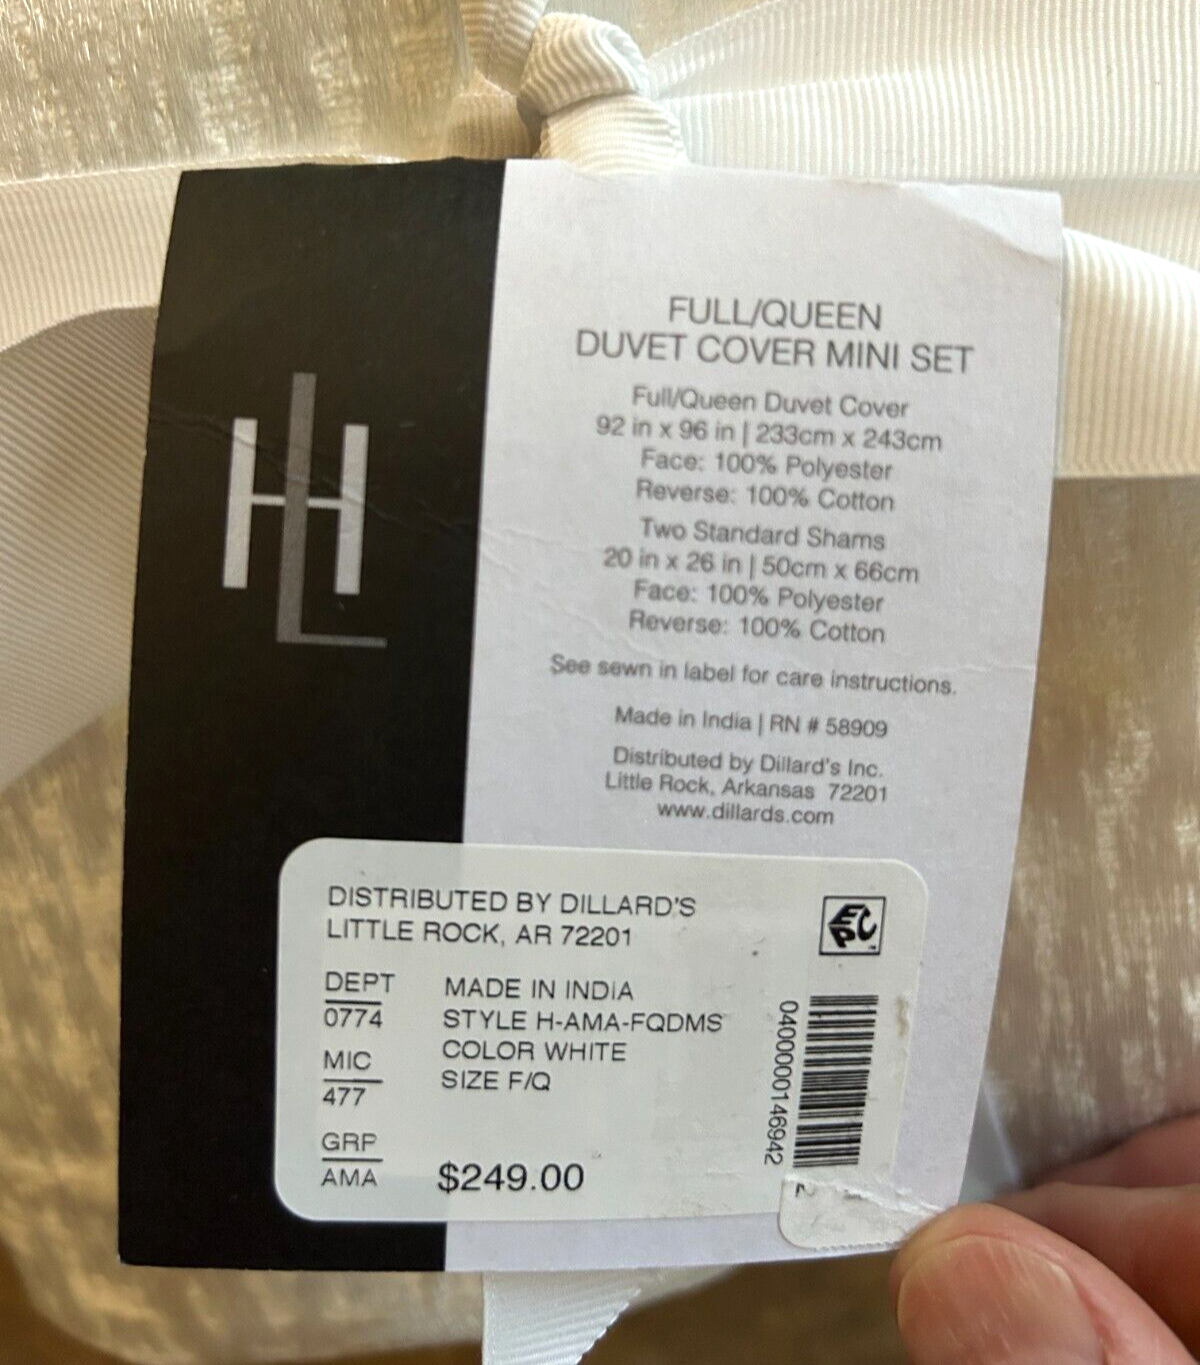 HL
FULL/QUEEN
DUVET COVER MINI SET
Full/Queen Duvet Cover
92 in x 96 in | 233cm x 243cm
Face: 100% Polyester
Reverse: 100% Cotton
Two Standard Shams
20 in x 26 in | 50cm x 66cm
Face: 100% Polyester
Reverse: 100% Cotton
See sewn in label for care instructions.
Made in India | RN # 58909
Distributed by Dillard's Inc.
Little Rock, Arkansas 72201
www.dillards.com
DISTRIBUTED BY DILLARD'S
LITTLE ROCK, AR 72201
EPC
DEPT
0774
MIC
477
GRP
AMA
MADE IN INDIA
STYLE H-AMA-FQDMS
COLOR WHITE
SIZE F/Q
$249.00
0400000146942